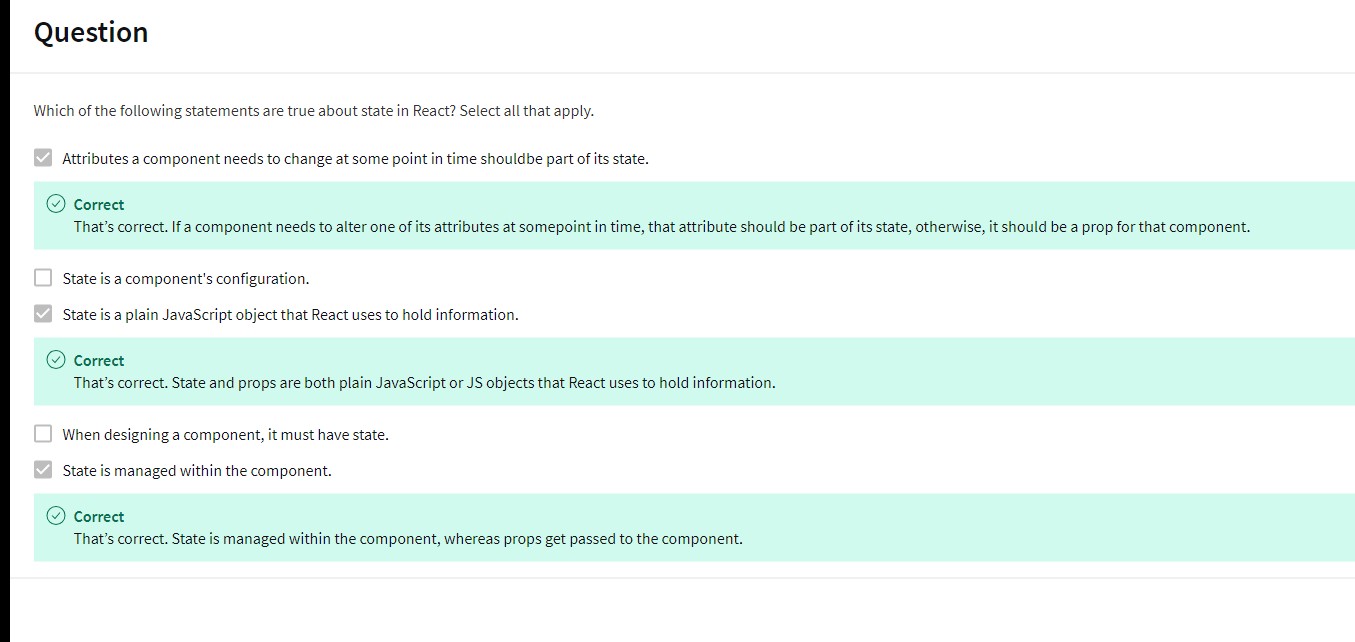 Question
Which of the following statements are true about state in React? Select all that apply.
Attributes a component needs to change at some point in time shouldbe part of its state.
Correct
That’s correct. If a component needs to alter one of its attributes at somepoint in time, that attribute should be part of its state, otherwise, it should be a prop for that component.
State is a component's configuration.
State is a plain JavaScript object that React uses to hold information.
Correct
That’s correct. State and props are both plain JavaScript or JS objects that React uses to hold information.
When designing a component, it must have state.
State is managed within the component.
Correct
That’s correct. State is managed within the component, whereas props get passed to the component.